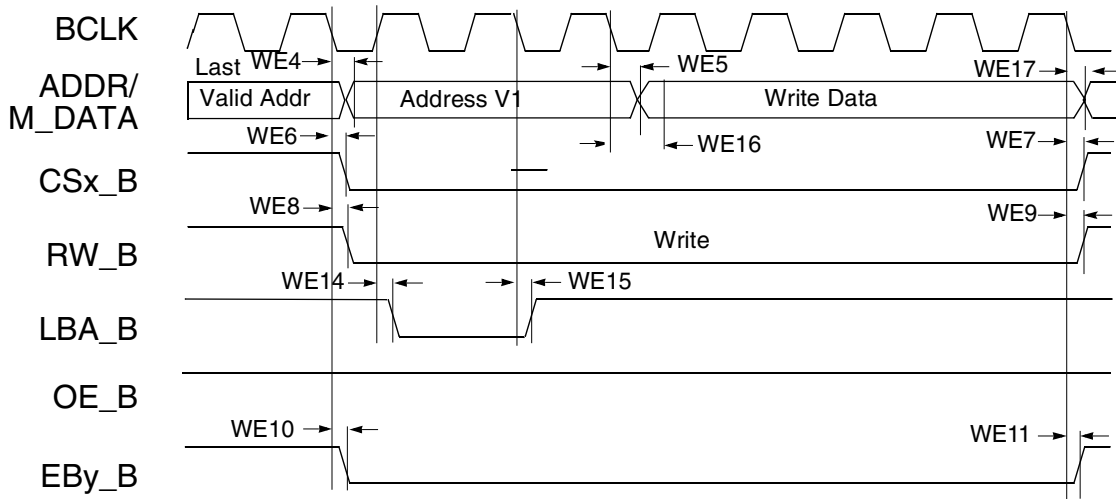 BCLK
WE4
WE5
WE17
Last
ADDR/
Valid Addr
Address V1
Write Data
M_DATA
WE6
WE16
WE7
CSx_B
WE8
WE9
RW_B
Write
WE14
WE15
LBA_B
OE_B
WE10
WE11
EBy_B